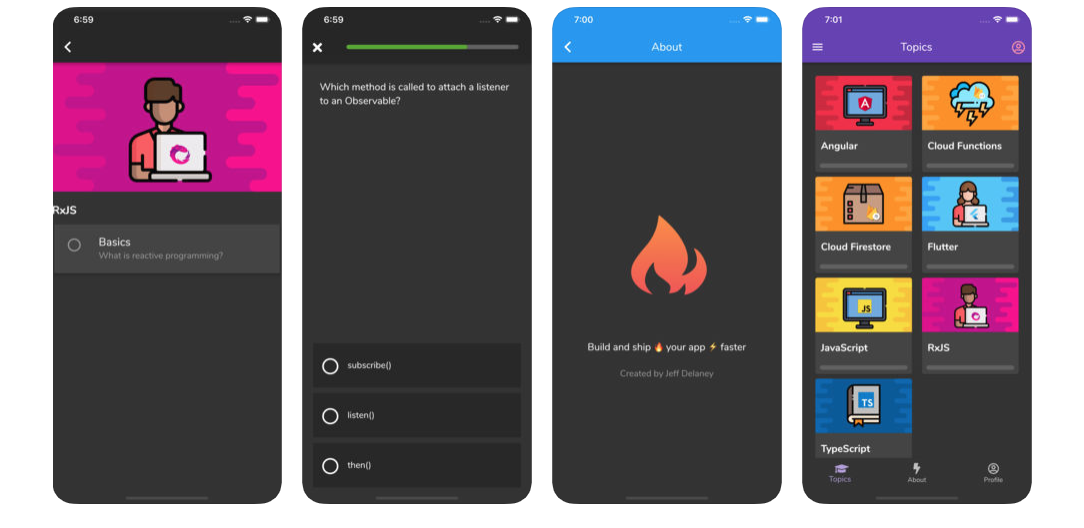 6:59
RxJS
Basics
What is reactive programming?
6:59
Which method is called to attach a listener
to an Observable?
subscribe()
listen()
then()
7:00
About
Build and ship 🔥 your app ⚡ faster
Created by Jeff Delaney
7:01
Topics
A
Angular
Cloud Functions
Cloud Firestore
Flutter
JS
JavaScript
RxJS
TS
TypeScript
Topics
About
Profile